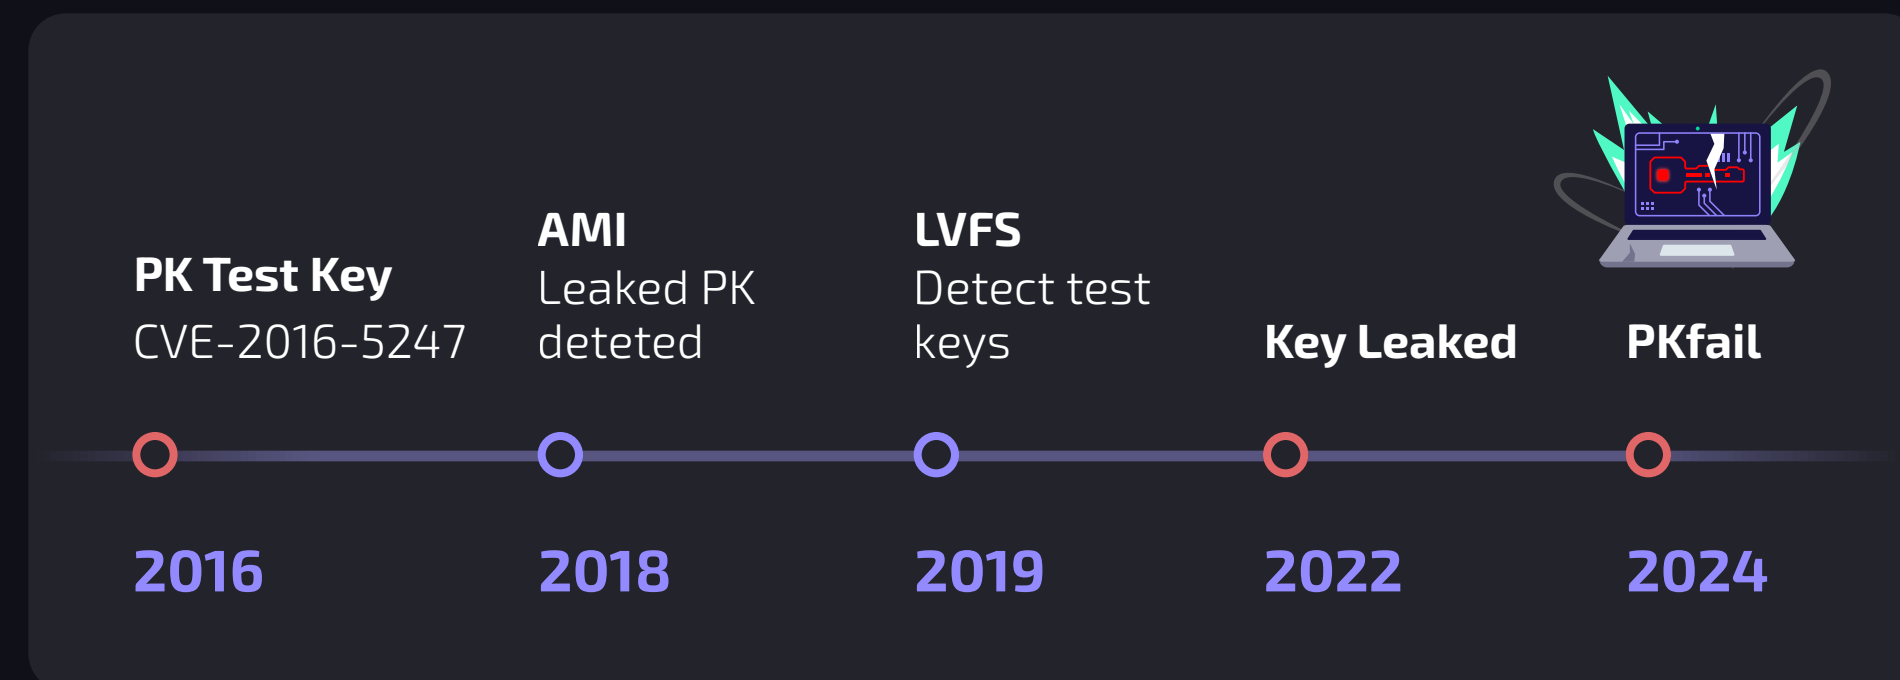 PK Test Key
CVE-2016-5247
AMI
Leaked PK
deteted
LVFS
Detect test
keys
Key Leaked
PKfail
2016
2018
2019
2022
2024